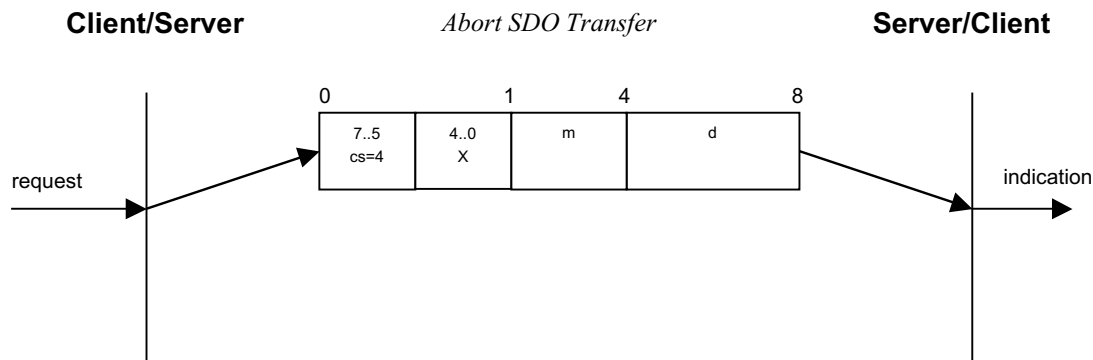 Client/Server Abort SDO Transfer Server/Client
0 1 4 8
7..5 4..0 m d
cs=4 X
request indication